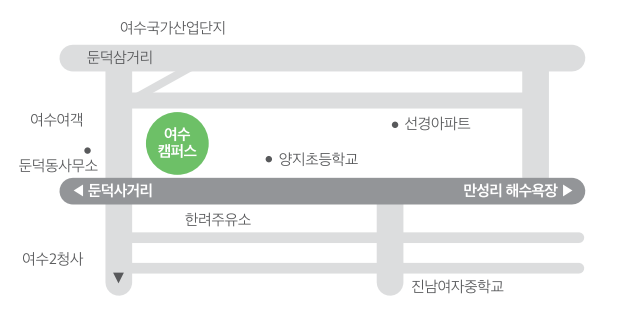 여수국가산업단지
둔덕삼거리
여수여객
선경아파트
여수
캠퍼스
양지초등학교
둔덕동사무소
◀ 둔덕사거리
만성리 해수욕장 ▶
한려주유소
여수2청사
▼
진남여자중학교